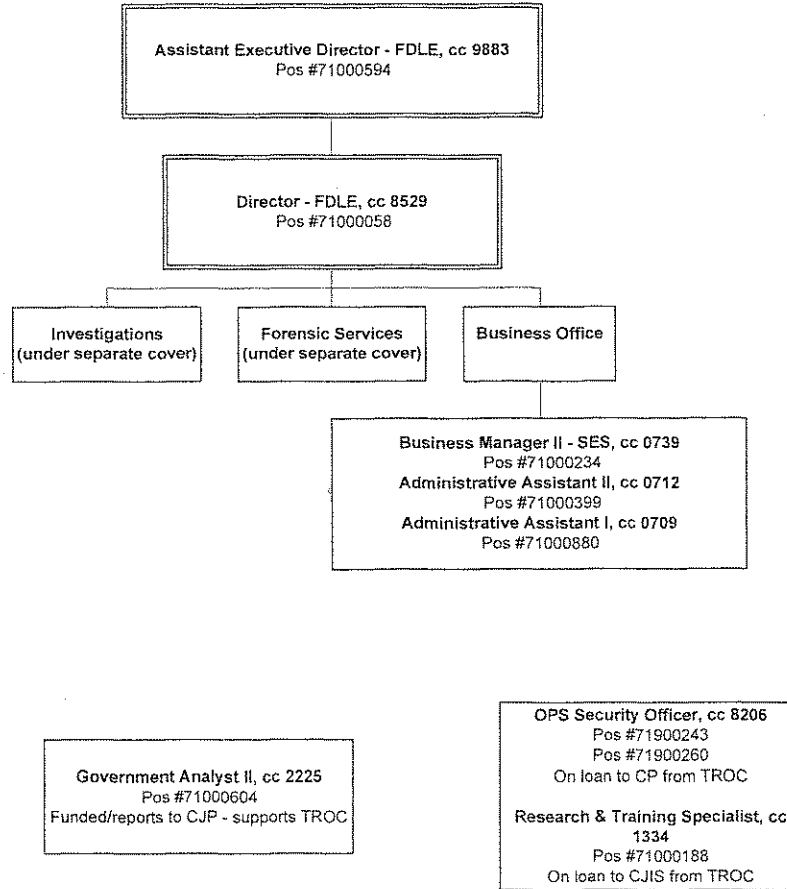 Assistant Executive Director - FDLE, cc 9883
Pos #71000594
Director - FDLE, cc 8529
Pos #71000058
Investigations
(under separate cover)
Forensic Services
(under separate cover)
Business Office
Business Manager II - SES, cc 0739
Pos #71000234
Administrative Assistant II, cc 0712
Pos #71000399
Administrative Assistant I, cc 0709
Pos #71000880
Government Analyst II, cc 2225
Pos #71000604
Funded/reports to CJP - supports TROC
OPS Security Officer, cc 8206
Pos #71900243
Pos #71900260
On loan to CP from TROC
Research & Training Specialist, cc
1334
Pos #71000188
On loan to CJIS from TROC